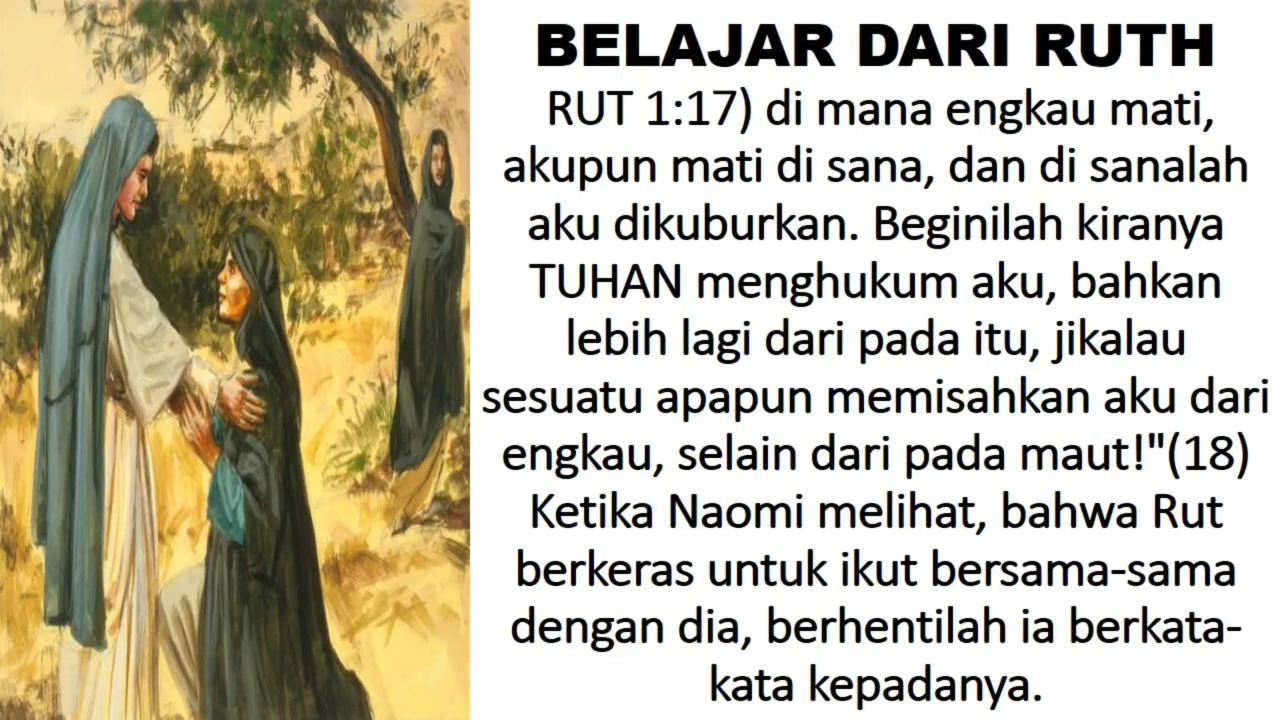 BELAJAR DARI RUTH
RUT 1:17) di mana engkau mati,
akupun mati di sana, dan di sanalah
aku dikuburkan. Beginilah kiranya
TUHAN menghukum aku, bahkan
lebih lagi dari pada itu, jikalau
sesuatu apapun memisahkan aku dari
engkau, selain dari pada maut!"(18)
Ketika Naomi melihat, bahwa Rut
berkeras untuk ikut bersama-sama
dengan dia, berhentilah ia berkata-
kata kepadanya.